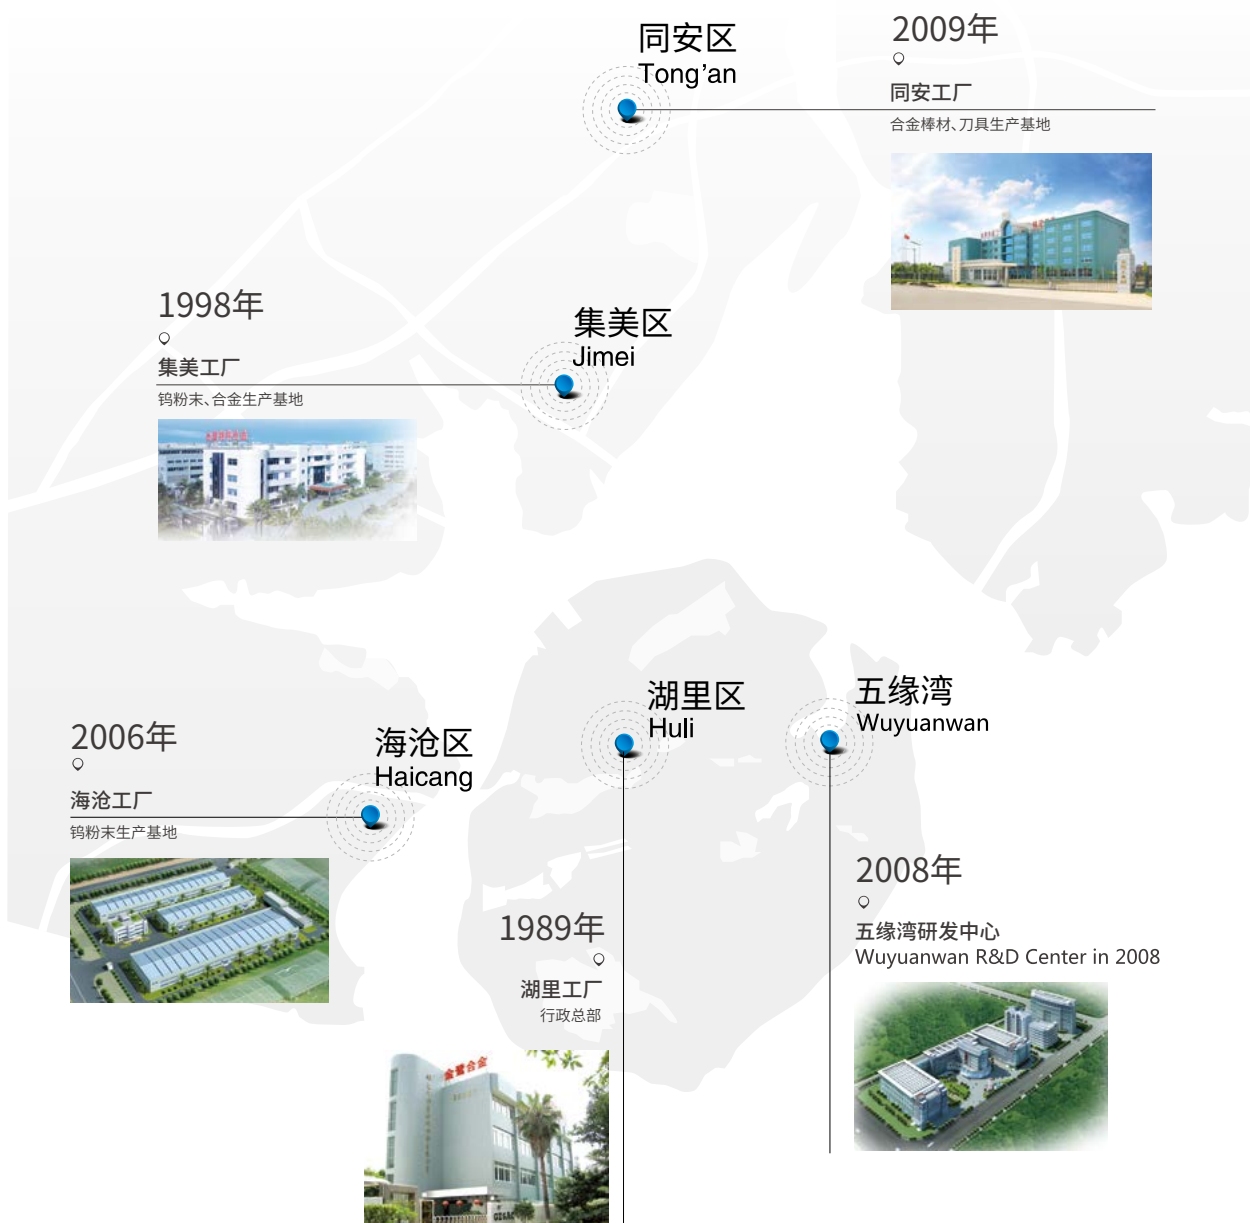 同安区
Tong'an
2009年
同安工厂
合金棒材、刀具生产基地
1998年
集美工厂
钨粉末、合金生产基地
集美区
Jimei
2006年
海沧工厂
钨粉末生产基地
海沧区
Haicang
湖里区
Huli
五缘湾
Wuyuanwan
1989年
湖里工厂
行政总部
金鹭合金
2008年
五缘湾研发中心
Wuyuanwan R&D Center in 2008